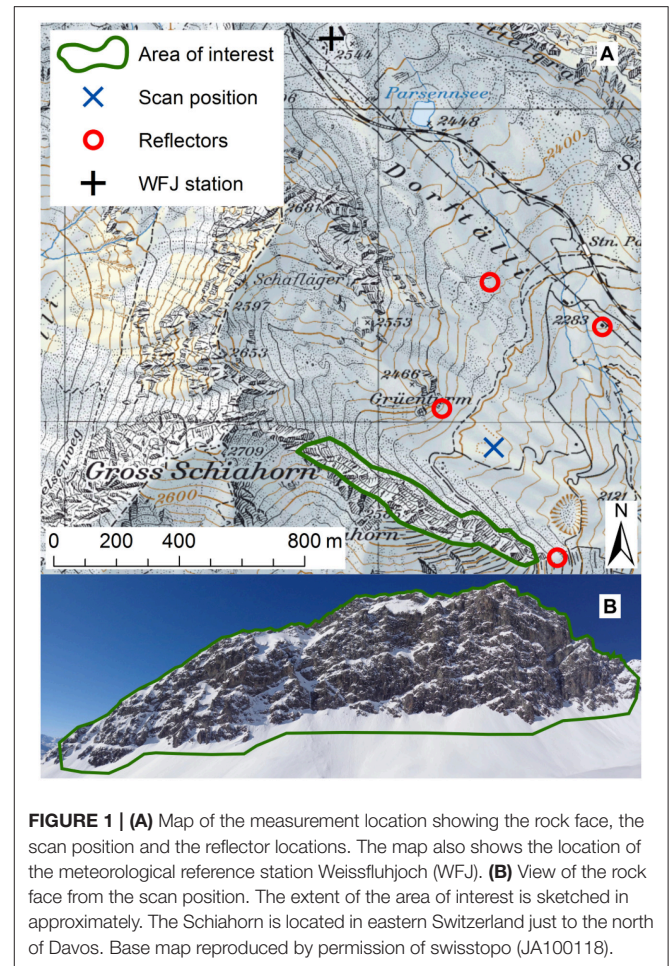 Area of interest
Scan position
Reflectors
WFJ station
A
2544
Parsennsee
2448
2400
Dorftälli
Stn. Pa
2661
Schafläger
2597
2553
2283
2653
2466
Grüenturm
2709
Gross Schiahorn
2600
2121
N
0 200 400 800 m
B
FIGURE 1 | (A) Map of the measurement location showing the rock face, the
scan position and the reflector locations. The map also shows the location of
the meteorological reference station Weissfluhjoch (WFJ). (B) View of the rock
face from the scan position. The extent of the area of interest is sketched in
approximately. The Schiahorn is located in eastern Switzerland just to the north
of Davos. Base map reproduced by permission of swisstopo (JA100118).